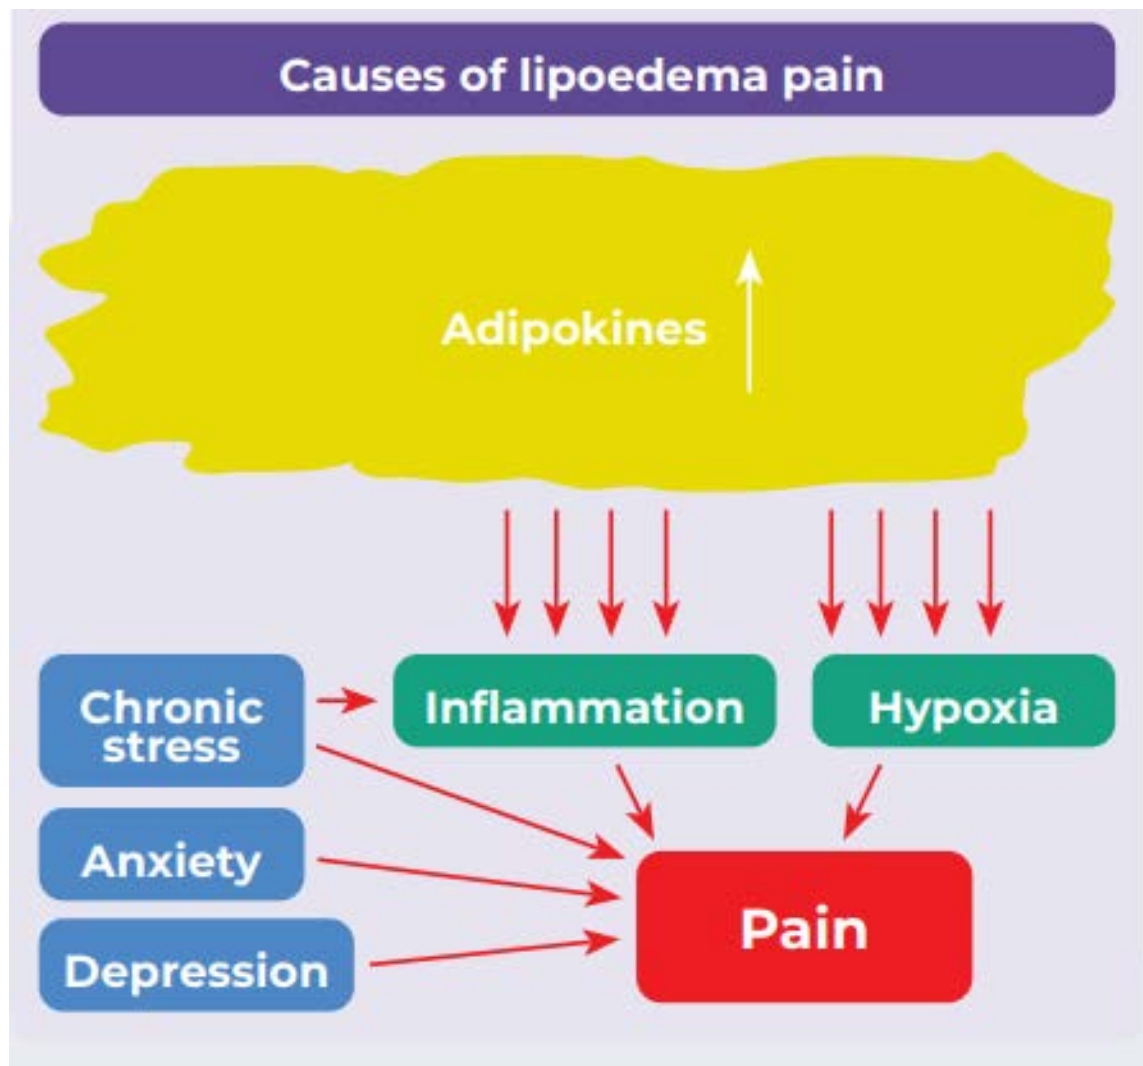 Causes of lipoedema pain
Adipokines
Chronic
stress
Inflammation
Hypoxia
Anxiety
Depression
Pain